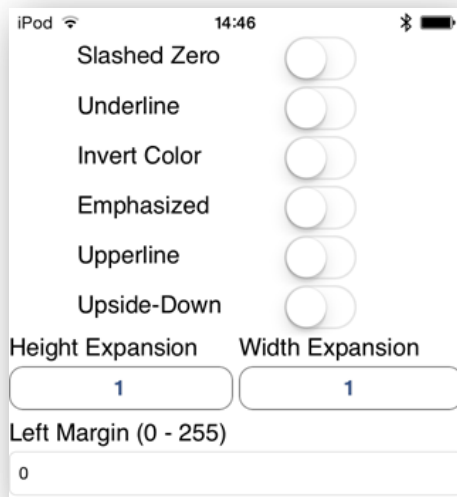 iPod 14:46
Slashed Zero
Underline
Invert Color
Emphasized
Upperline
Upside-Down
Height Expansion Width Expansion
1 1
Left Margin (0 - 255)
0